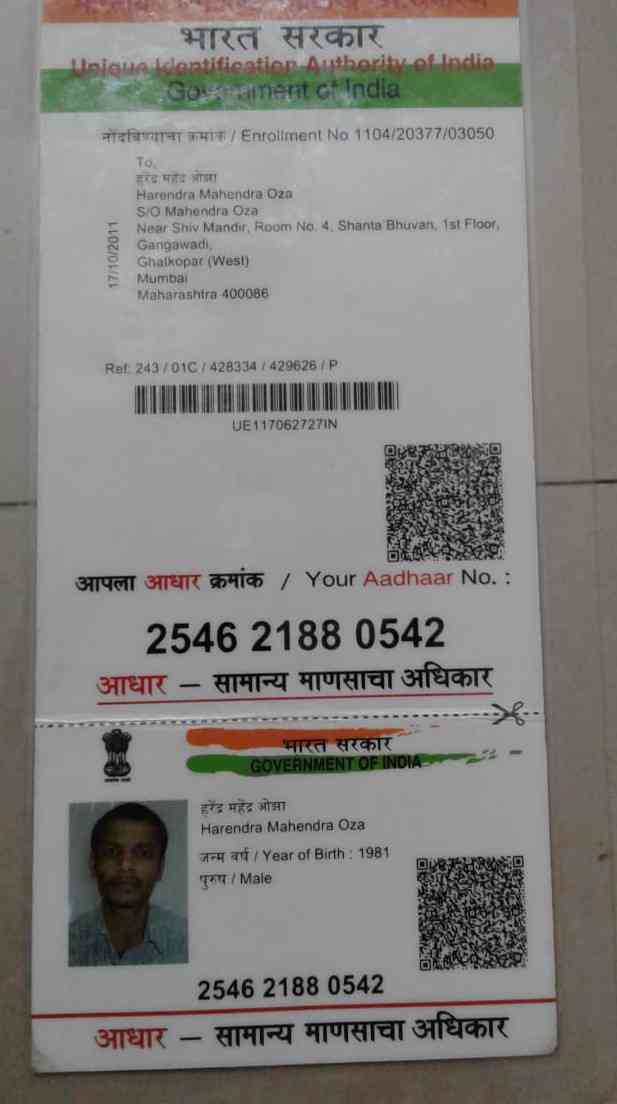 भारत सरकार
Unique Identification Authority of India
Government of India
नोंदविण्याचा क्रमांक / Enrollment No 1104/20377/03050
To,
हरेंद्र महेंद्र ओझा
Harendra Mahendra Oza
S/O Mahendra Oza
Near Shiv Mandir, Room No. 4, Shanta Bhuvan, 1st Floor,
Gangawadi,
Ghatkopar (West)
Mumbai
Maharashtra 400086
17/10/2011
Ref: 243 / 01C / 428334 / 429626 / P
UE117062727IN
आपला आधार क्रमांक / Your Aadhaar No. :
2546 2188 0542
आधार – सामान्य माणसाचा अधिकार
भारत सरकार
GOVERNMENT OF INDIA
हरेंद्र महेंद्र ओझा
Harendra Mahendra Oza
जन्म वर्ष / Year of Birth : 1981
पुरुष / Male
2546 2188 0542
आधार – सामान्य माणसाचा अधिकार